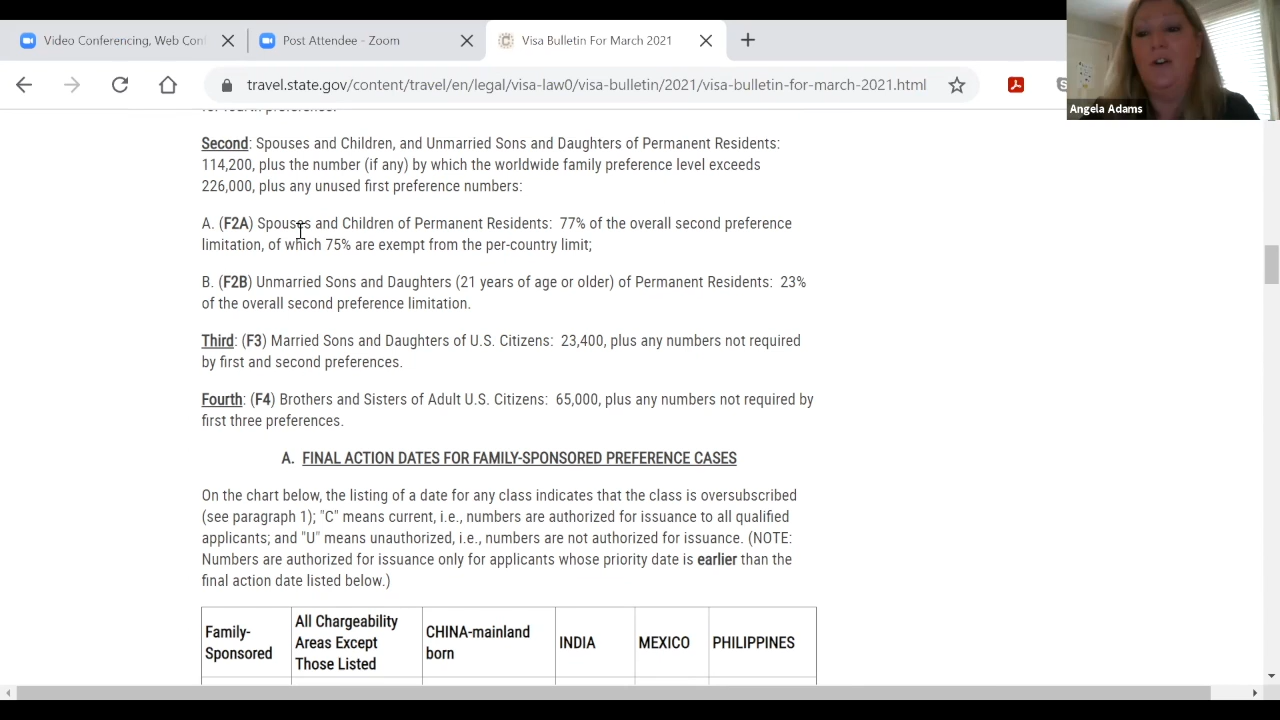 Video Conferencing, Web Conf
Post Attendee - Zoom
Visa Bulletin For March 2021
travel.state.gov/content/travel/en/legal/visa-law0/visa-bulletin/2021/visa-bulletin-for-march-2021.html
Angela Adams
for fourth preference.
Second: Spouses and Children, and Unmarried Sons and Daughters of Permanent Residents:
114,200, plus the number (if any) by which the worldwide family preference level exceeds
226,000, plus any unused first preference numbers:
A. (F2A) Spouses and Children of Permanent Residents: 77% of the overall second preference
limitation, of which 75% are exempt from the per-country limit;
B. (F2B) Unmarried Sons and Daughters (21 years of age or older) of Permanent Residents: 23%
of the overall second preference limitation.
Third: (F3) Married Sons and Daughters of U.S. Citizens: 23,400, plus any numbers not required
by first and second preferences.
Fourth: (F4) Brothers and Sisters of Adult U.S. Citizens: 65,000, plus any numbers not required by
first three preferences.
A. FINAL ACTION DATES FOR FAMILY-SPONSORED PREFERENCE CASES
On the chart below, the listing of a date for any class indicates that the class is oversubscribed
(see paragraph 1); "C" means current, i.e., numbers are authorized for issuance to all qualified
applicants; and "U" means unauthorized, i.e., numbers are not authorized for issuance. (NOTE:
Numbers are authorized for issuance only for applicants whose priority date is earlier than the
final action date listed below.)
Family-
Sponsored
All Chargeability
Areas Except
Those Listed
CHINA-mainland
born
INDIA
MEXICO
PHILIPPINES